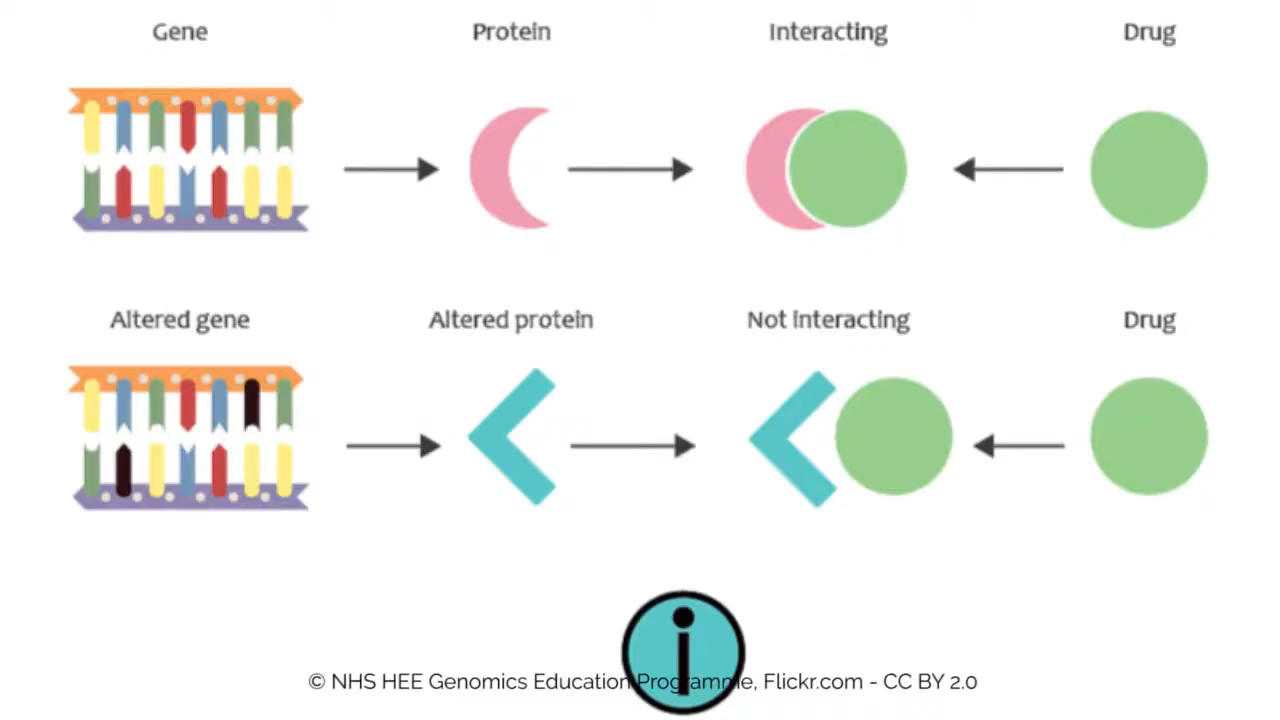 Gene Protein Interacting Drug
Altered gene Altered protein Not interacting Drug
i
© NHS HEE Genomics Education Programme, Flickr.com - CC BY 2.0